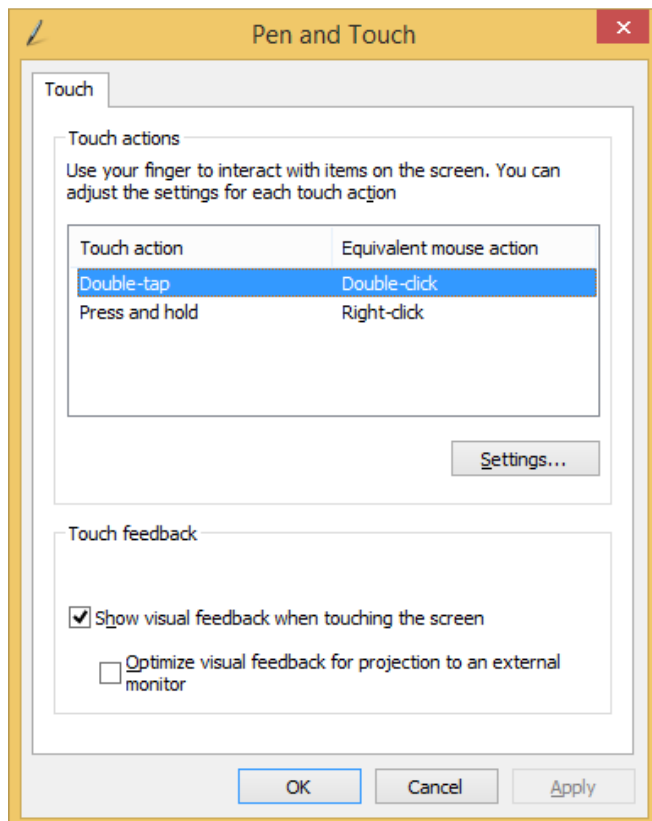 Pen and Touch
Touch
Touch actions
Use your finger to interact with items on the screen. You can
adjust the settings for each touch action
Touch action Equivalent mouse action
Double-tap Double-click
Press and hold Right-click
Settings...
Touch feedback
Show visual feedback when touching the screen
Optimize visual feedback for projection to an external
monitor
OK Cancel Apply